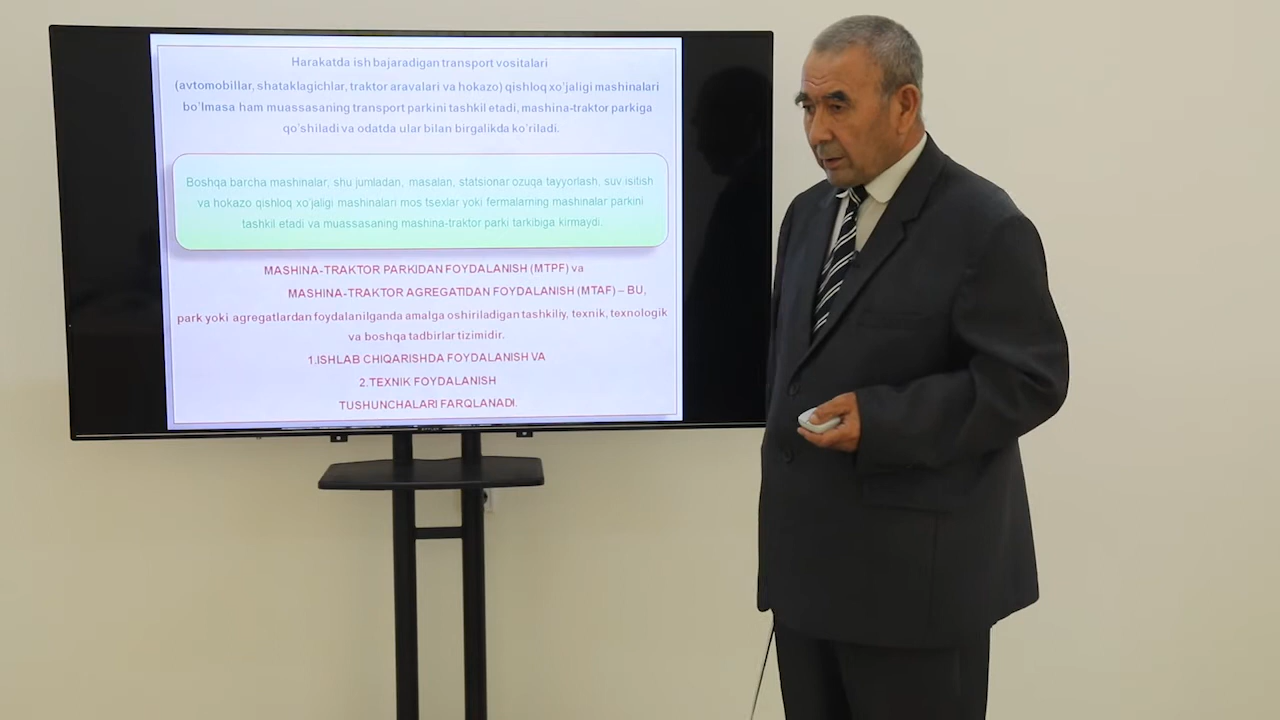 Harakatda ish bajaradigan transport vositalari
(avtomobillar, shataklagichlar, traktor aravalari va hokazo) qishloq xo'jaligi mashinalari
bo'lmasa ham muassasaning transport parkini tashkil etadi, mashina-traktor parkiga
qo'shiladi va odatda ular bilan birgalikda ko'riladi.
Boshqa barcha mashinalar, shu jumladan, masalan, statsionar ozuqa tayyorlash, suv isitish
va hokazo qishloq xo'jaligi mashinalari mos tsexlar yoki fermalarning mashinalar parkini
tashkil etadi va muassasaning mashina-traktor parki tarkibiga kirmaydi.
MASHINA-TRAKTOR PARKIDAN FOYDALANISH (MTPF) va
MASHINA-TRAKTOR AGREGATIDAN FOYDALANISH (MTAF) – BU,
park yoki agregatlardan foydalanilganda amalga oshiriladigan tashkiliy, texnik, texnologik
va boshqa tadbirlar tizimidir.
1.ISHLAB CHIQARISHDA FOYDALANISH VA
2.TEXNIK FOYDALANISH
TUSHUNCHALARI FARQLANADI.